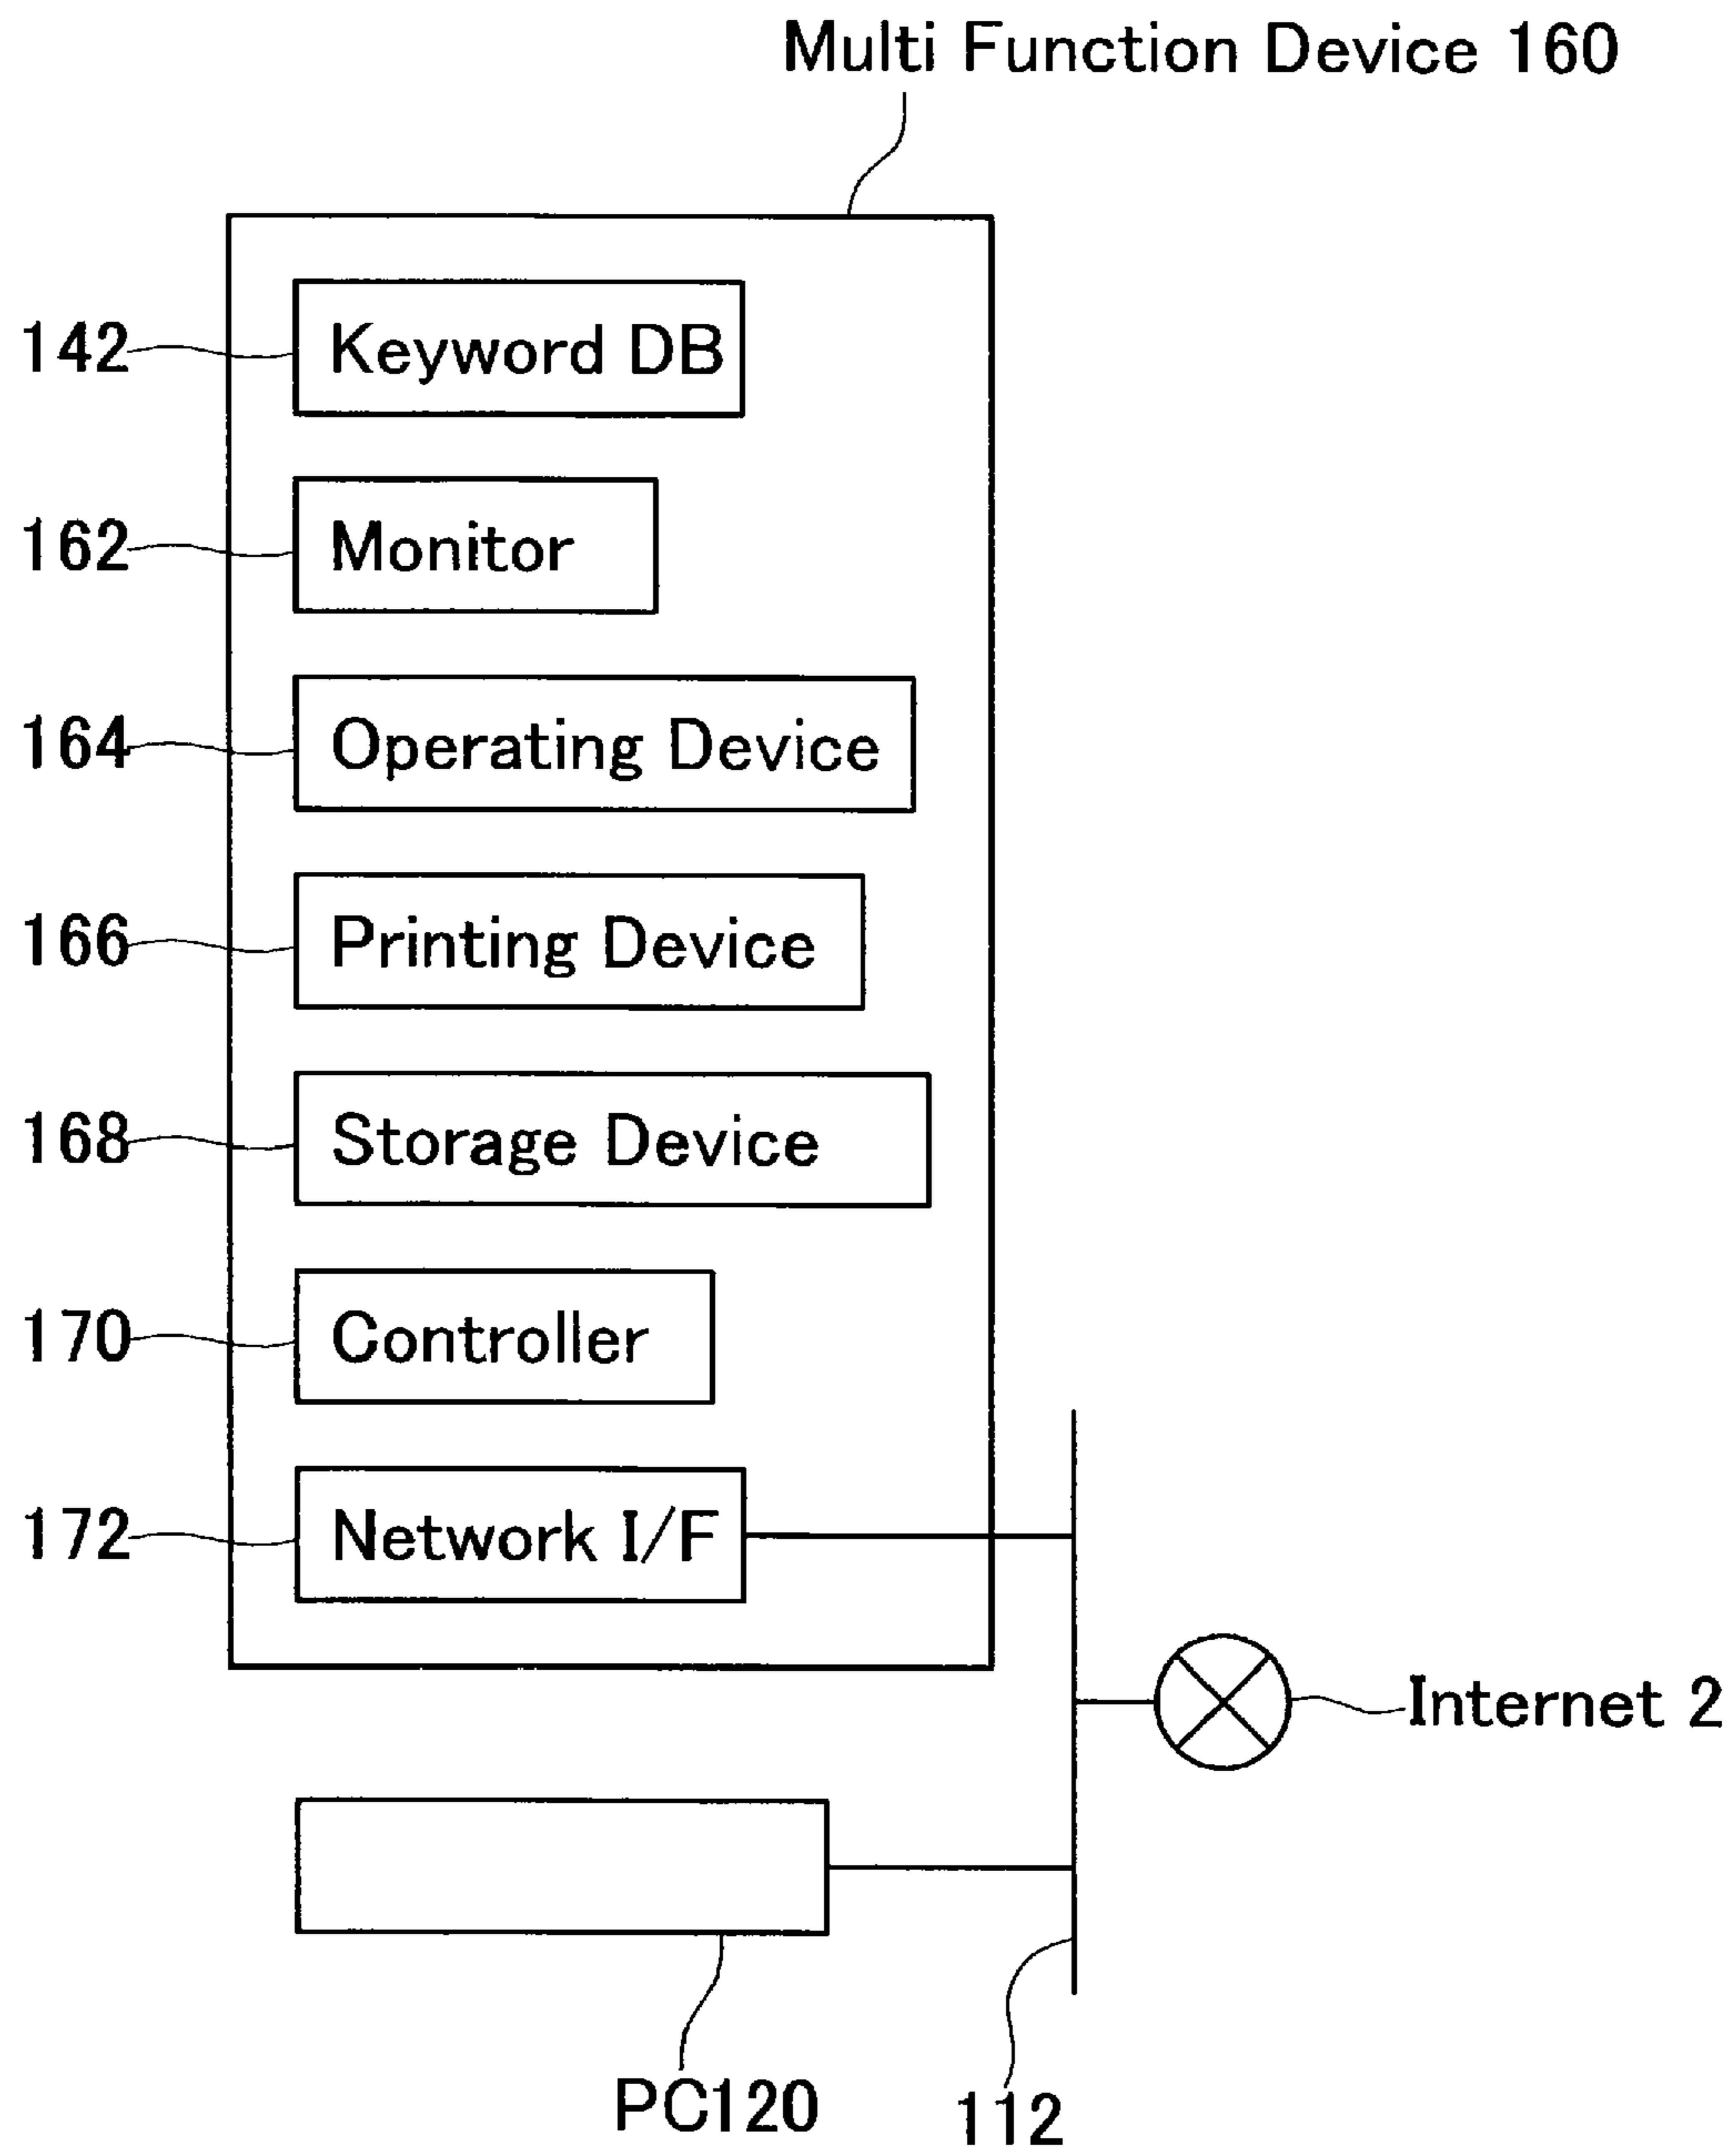 Multi Function Device 160
142 Keyword DB
162 Monitor
164 Operating Device
166 Printing Device
168 Storage Device
170 Controller
172 Network I/F
Internet 2
PC120
112